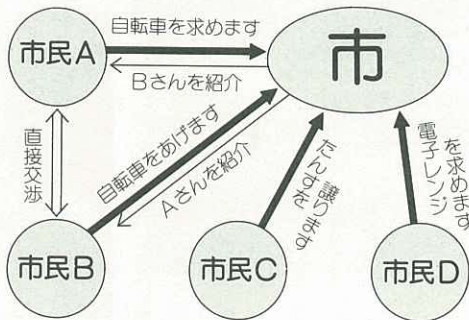 自転車を求めます
市民A
市
Bさんを紹介
直接交渉
自転車をあげます
Aさんを紹介
たんすを
譲ります
電子レンジ
を求めます
市民B
市民C
市民D